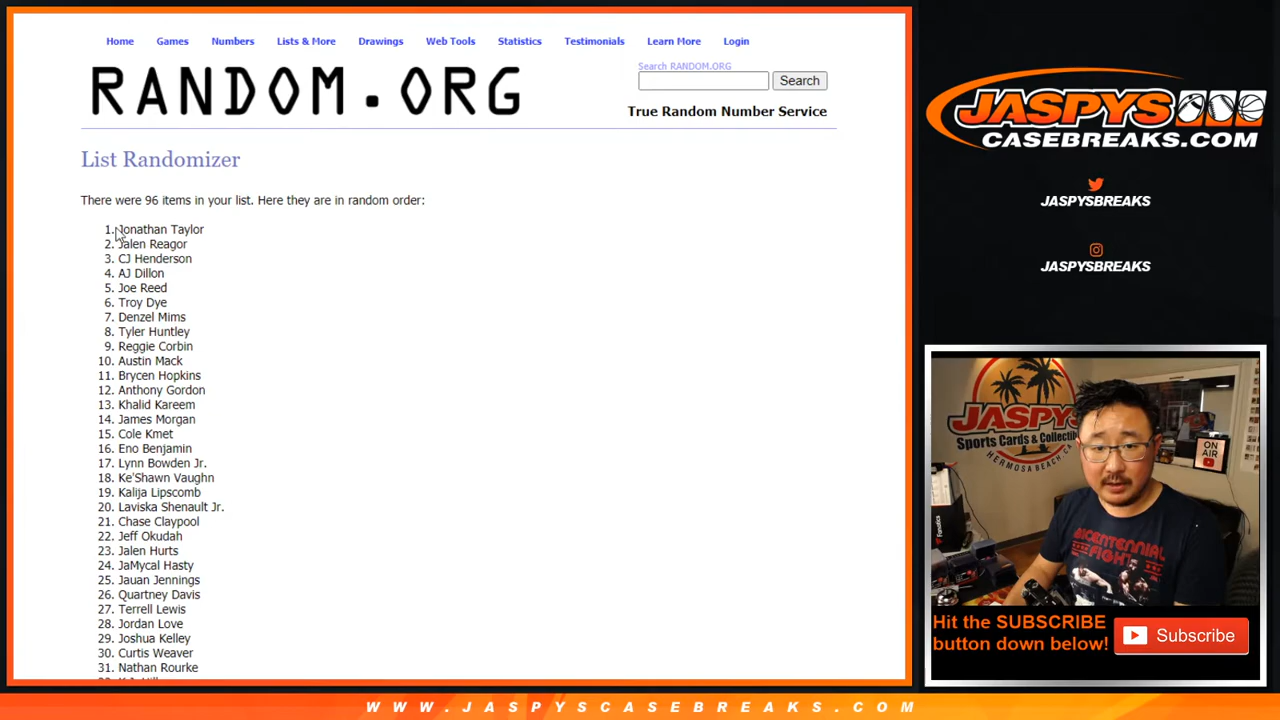 Home Games Numbers Lists & More Drawings Web Tools Statistics Testimonials Learn More Login
RANDOM.ORG
Search RANDOM.ORG
Search
True Random Number Service
List Randomizer
There were 96 items in your list. Here they are in random order:
1. Jonathan Taylor
2. Jalen Reagor
3. CJ Henderson
4. AJ Dillon
5. Joe Reed
6. Troy Dye
7. Denzel Mims
8. Tyler Huntley
9. Reggie Corbin
10. Austin Mack
11. Brycen Hopkins
12. Anthony Gordon
13. Khalid Kareem
14. James Morgan
15. Cole Kmet
16. Eno Benjamin
17. Lynn Bowden Jr.
18. Ke'Shawn Vaughn
19. Kalija Lipscomb
20. Laviska Shenault Jr.
21. Chase Claypool
22. Jeff Okudah
23. Jalen Hurts
24. JaMycal Hasty
25. Jauan Jennings
26. Quartney Davis
27. Terrell Lewis
28. Jordan Love
29. Joshua Kelley
30. Curtis Weaver
31. Nathan Rourke
JASPYS
CASEBREAKS.COM
JASPYSBREAKS
JASPYSBREAKS
JASPYS
Sports Cards & Collectib
HERMOSA BEACH, CA
ON
AIR
Fanatics
BICENTENNIAL
FIGHT
Hit the SUBSCRIBE
button down below!
Subscribe
WWW.JASPYSCASEBREAKS.COM